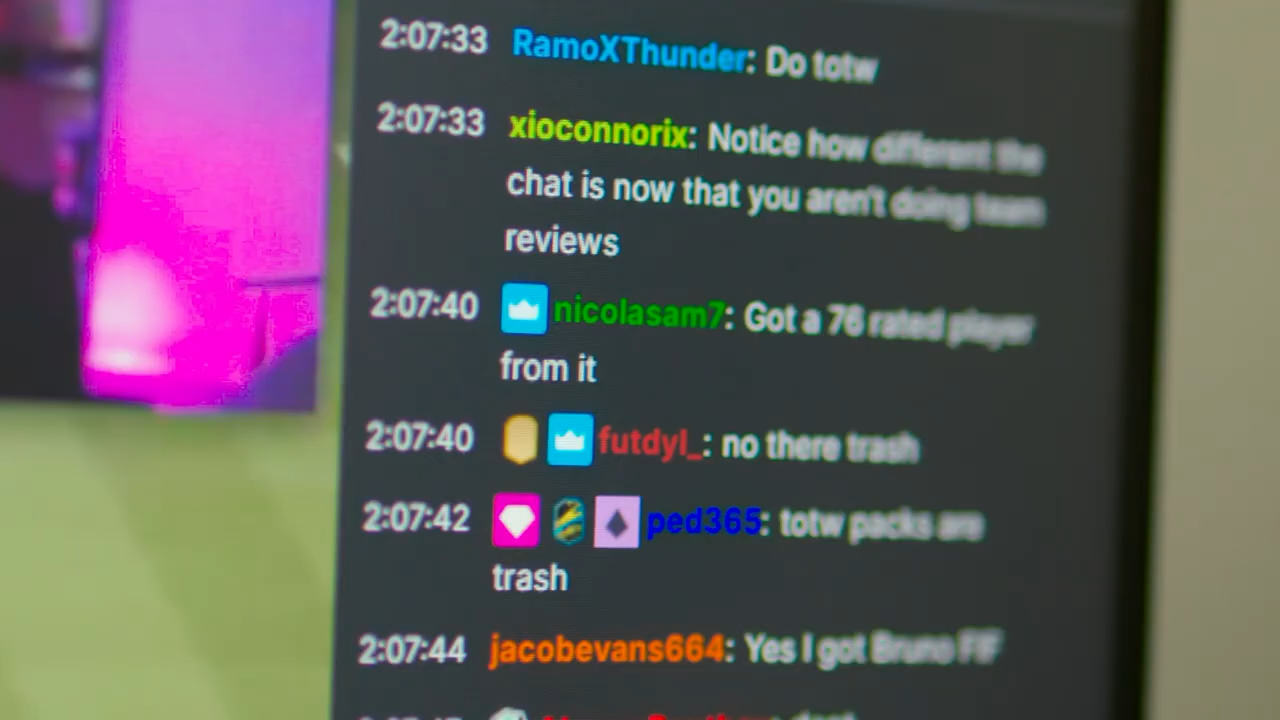 2:07:33 RamoXThunder: Do totw
2:07:33 xioconnorix: Notice how different the
chat is now that you aren't doing team
reviews
2:07:40 nicolasam7: Got a 76 rated player
from it
2:07:40 futdyl_: no there trash
2:07:42 ped365: totw packs are
trash
2:07:44 jacobevans664: Yes I got Bruno FIF